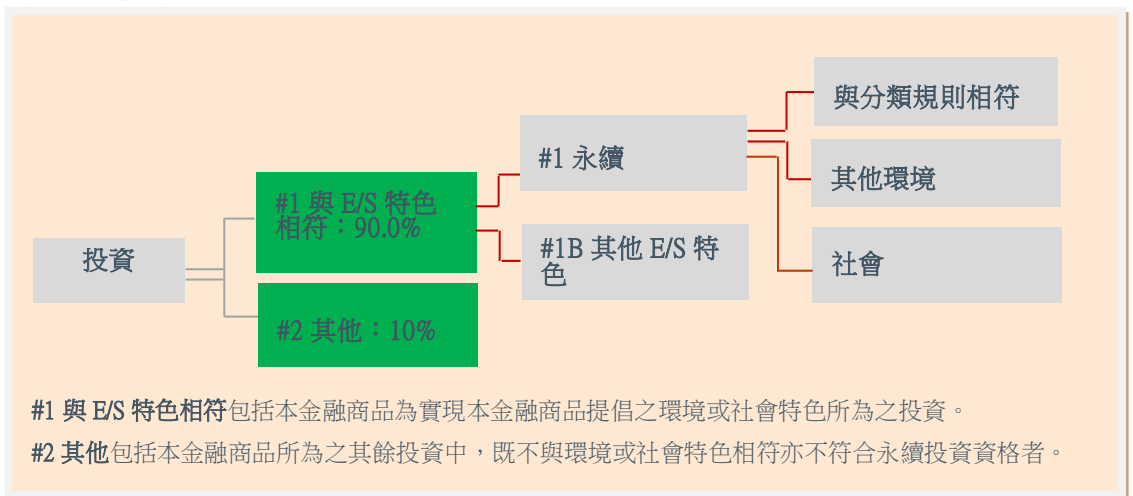 投資
#1 與 E/S 特色
相符：90.0%
#2 其他：10%
#1 永續
#1B 其他 E/S 特
色
與分類規則相符
其他環境
社會
#1 與 E/S 特色相符包括本金融商品為實現本金融商品提倡之環境或社會特色所為之投資。
#2 其他包括本金融商品所為之其餘投資中，既不與環境或社會特色相符亦不符合永續投資資格者。